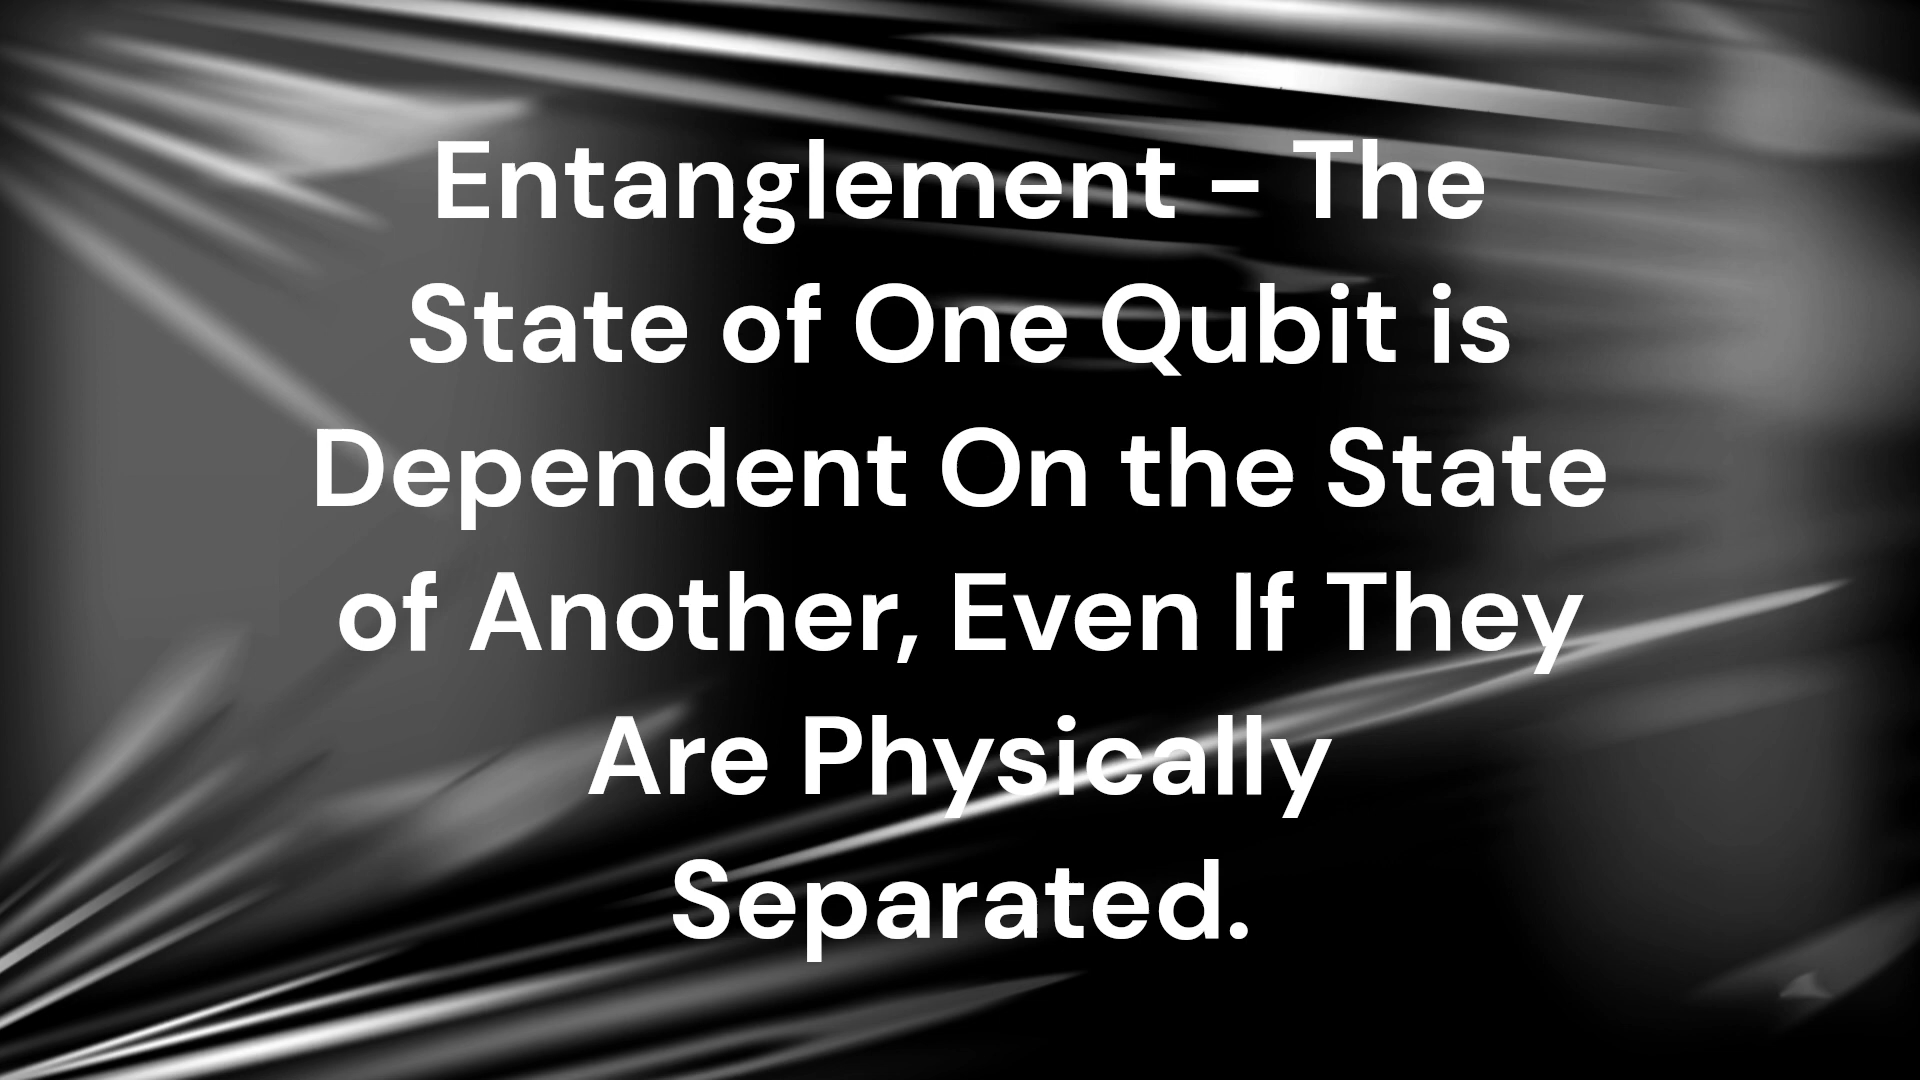 Entanglement – The
State of One Qubit is
Dependent On the State
of Another, Even If They
Are Physically
Separated.